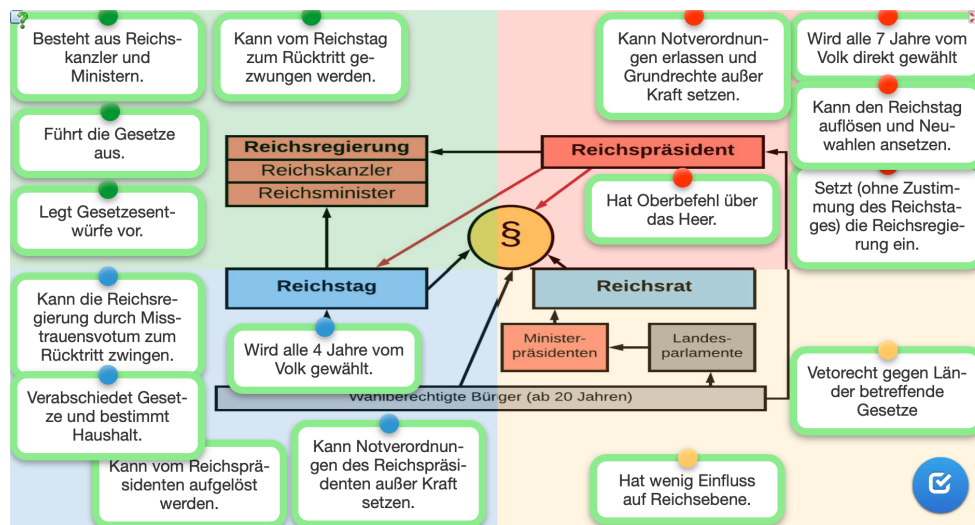 Besteht aus Reichs-
kanzler und
Ministern.
Kann vom Reichstag
zum Rücktritt ge-
zwungen werden.
Kann Notverordnun-
gen erlassen und
Grundrechte außer
Kraft setzen.
Wird alle 7 Jahre vom
Volk direkt gewählt
Führt die Gesetze
aus.
Kann den Reichstag
auflösen und Neu-
wahlen ansetzen.
Reichsregierung
Reichskanzler
Reichsminister
Reichspräsident
Legt Gesetzesent-
würfe vor.
Hat Oberbefehl über
das Heer.
Setzt (ohne Zustim-
mung des Reichsta-
ges) die Reichsregie-
rung ein.
§
Reichstag
Reichsrat
Kann die Reichsre-
gierung durch Miss-
trauensvotum zum
Rücktritt zwingen.
Wird alle 4 Jahre vom
Volk gewählt.
Minister-
präsidenten
Landes-
parlamente
Vetorecht gegen Län-
der betreffende
Gesetze
Verabschiedet Geset-
ze und bestimmt
Haushalt.
Wahlberechtigte Bürger (ab 20 Jahren)
Kann vom Reichsprä-
sidenten aufgelöst
werden.
Kann Notverordnun-
gen des Reichspräsi-
denten außer Kraft
setzen.
Hat wenig Einfluss
auf Reichsebene.